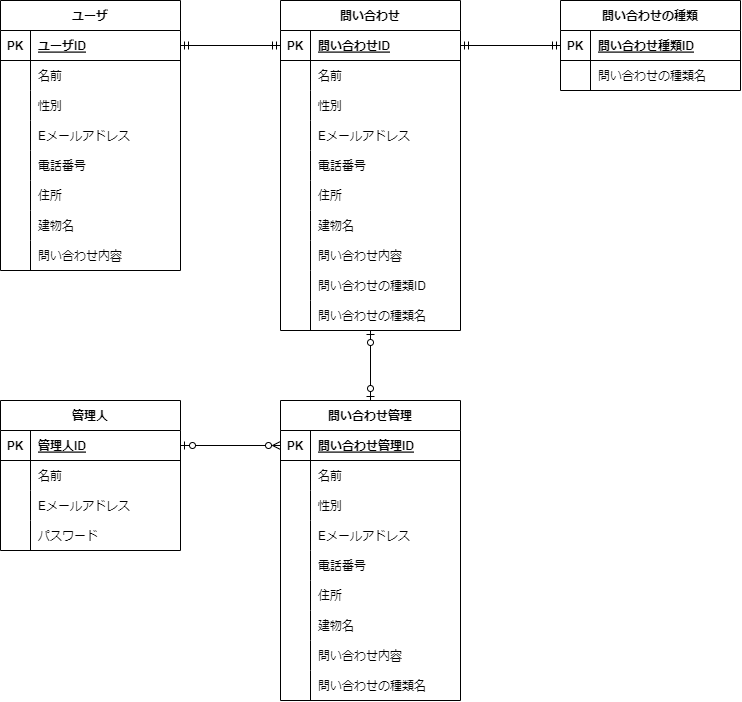 ユーザ
PK ユーザID
名前
性別
Eメールアドレス
電話番号
住所
建物名
問い合わせ内容
問い合わせ
PK 問い合わせID
名前
性別
Eメールアドレス
電話番号
住所
建物名
問い合わせ内容
問い合わせの種類ID
問い合わせの種類名
問い合わせの種類
PK 問い合わせ種類ID
問い合わせの種類名
管理人
PK 管理人ID
名前
Eメールアドレス
パスワード
問い合わせ管理
PK 問い合わせ管理ID
名前
性別
Eメールアドレス
電話番号
住所
建物名
問い合わせ内容
問い合わせの種類名